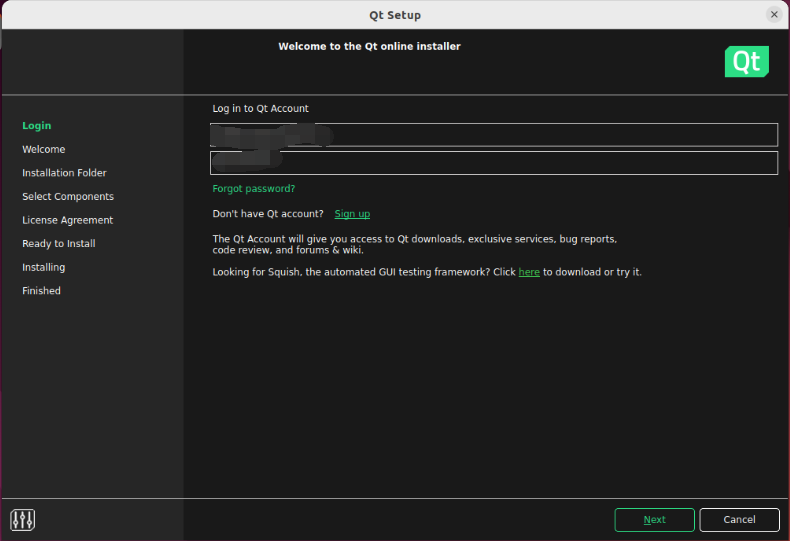 Qt Setup
Welcome to the Qt online installer
Qt
Login
Welcome
Installation Folder
Select Components
License Agreement
Ready to Install
Installing
Finished
Log in to Qt Account
Forgot password?
Don't have Qt account? Sign up
The Qt Account will give you access to Qt downloads, exclusive services, bug reports,
code review, and forums & wiki.
Looking for Squish, the automated GUI testing framework? Click here to download or try it.
Next
Cancel